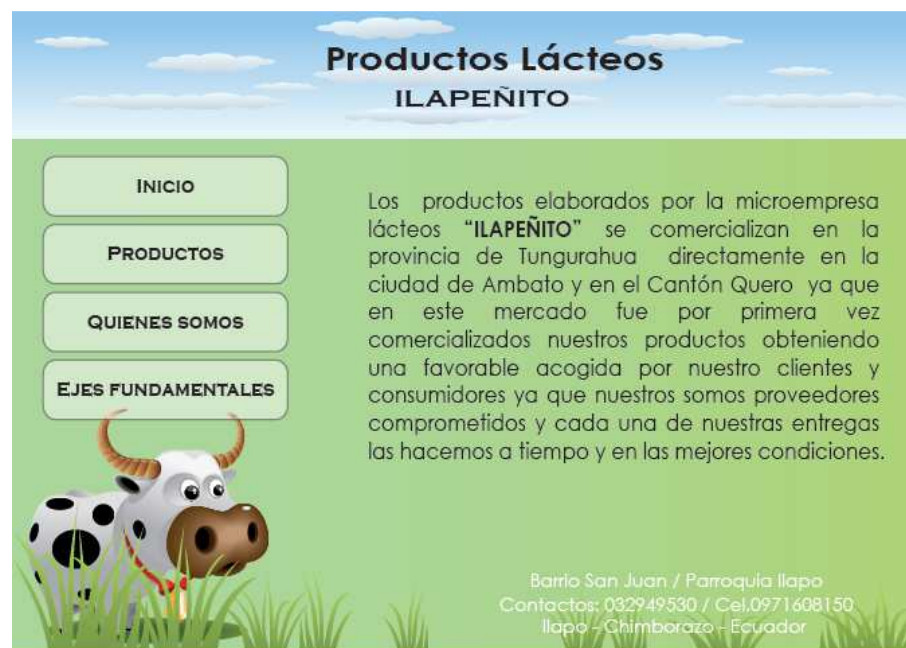 Productos Lácteos
ILAPEÑITO
INICIO
PRODUCTOS
QUIENES SOMOS
EJES FUNDAMENTALES
Los productos elaborados por la microempresa
lácteos “ILAPEÑITO” se comercializan en la
provincia de Tungurahua directamente en la
ciudad de Ambato y en el Cantón Quero ya que
en este mercado fue por primera vez
comercializados nuestros productos obteniendo
una favorable acogida por nuestro clientes y
consumidores ya que nuestros somos proveedores
comprometidos y cada una de nuestras entregas
las hacemos a tiempo y en las mejores condiciones.
Barrio San Juan / Parroquia Ilapo
Contactos: 032949530 / Cel.0971608150
Ilapo - Chimborazo - Ecuador